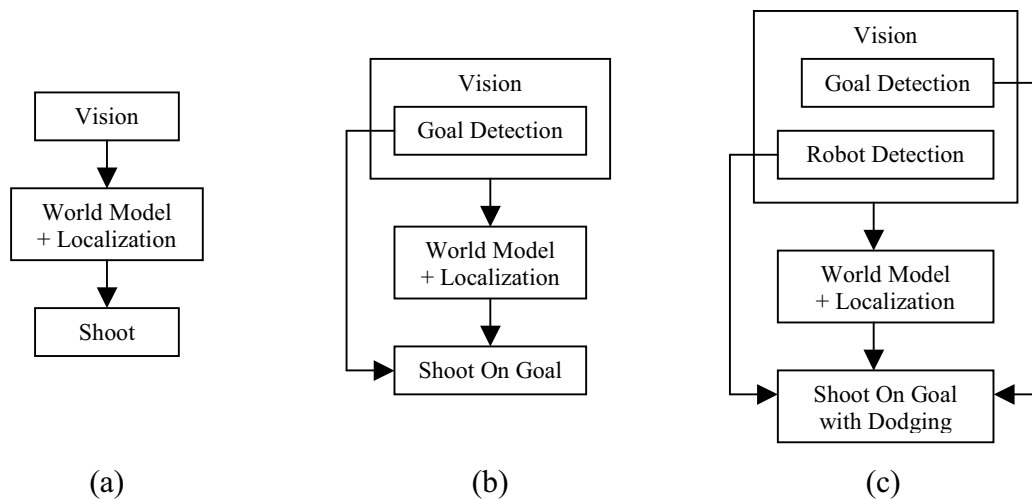 Vision
World Model
+ Localization
Shoot
(a)
Vision
Goal Detection
World Model
+ Localization
Shoot On Goal
(b)
Vision
Goal Detection
Robot Detection
World Model
+ Localization
Shoot On Goal
with Dodging
(c)